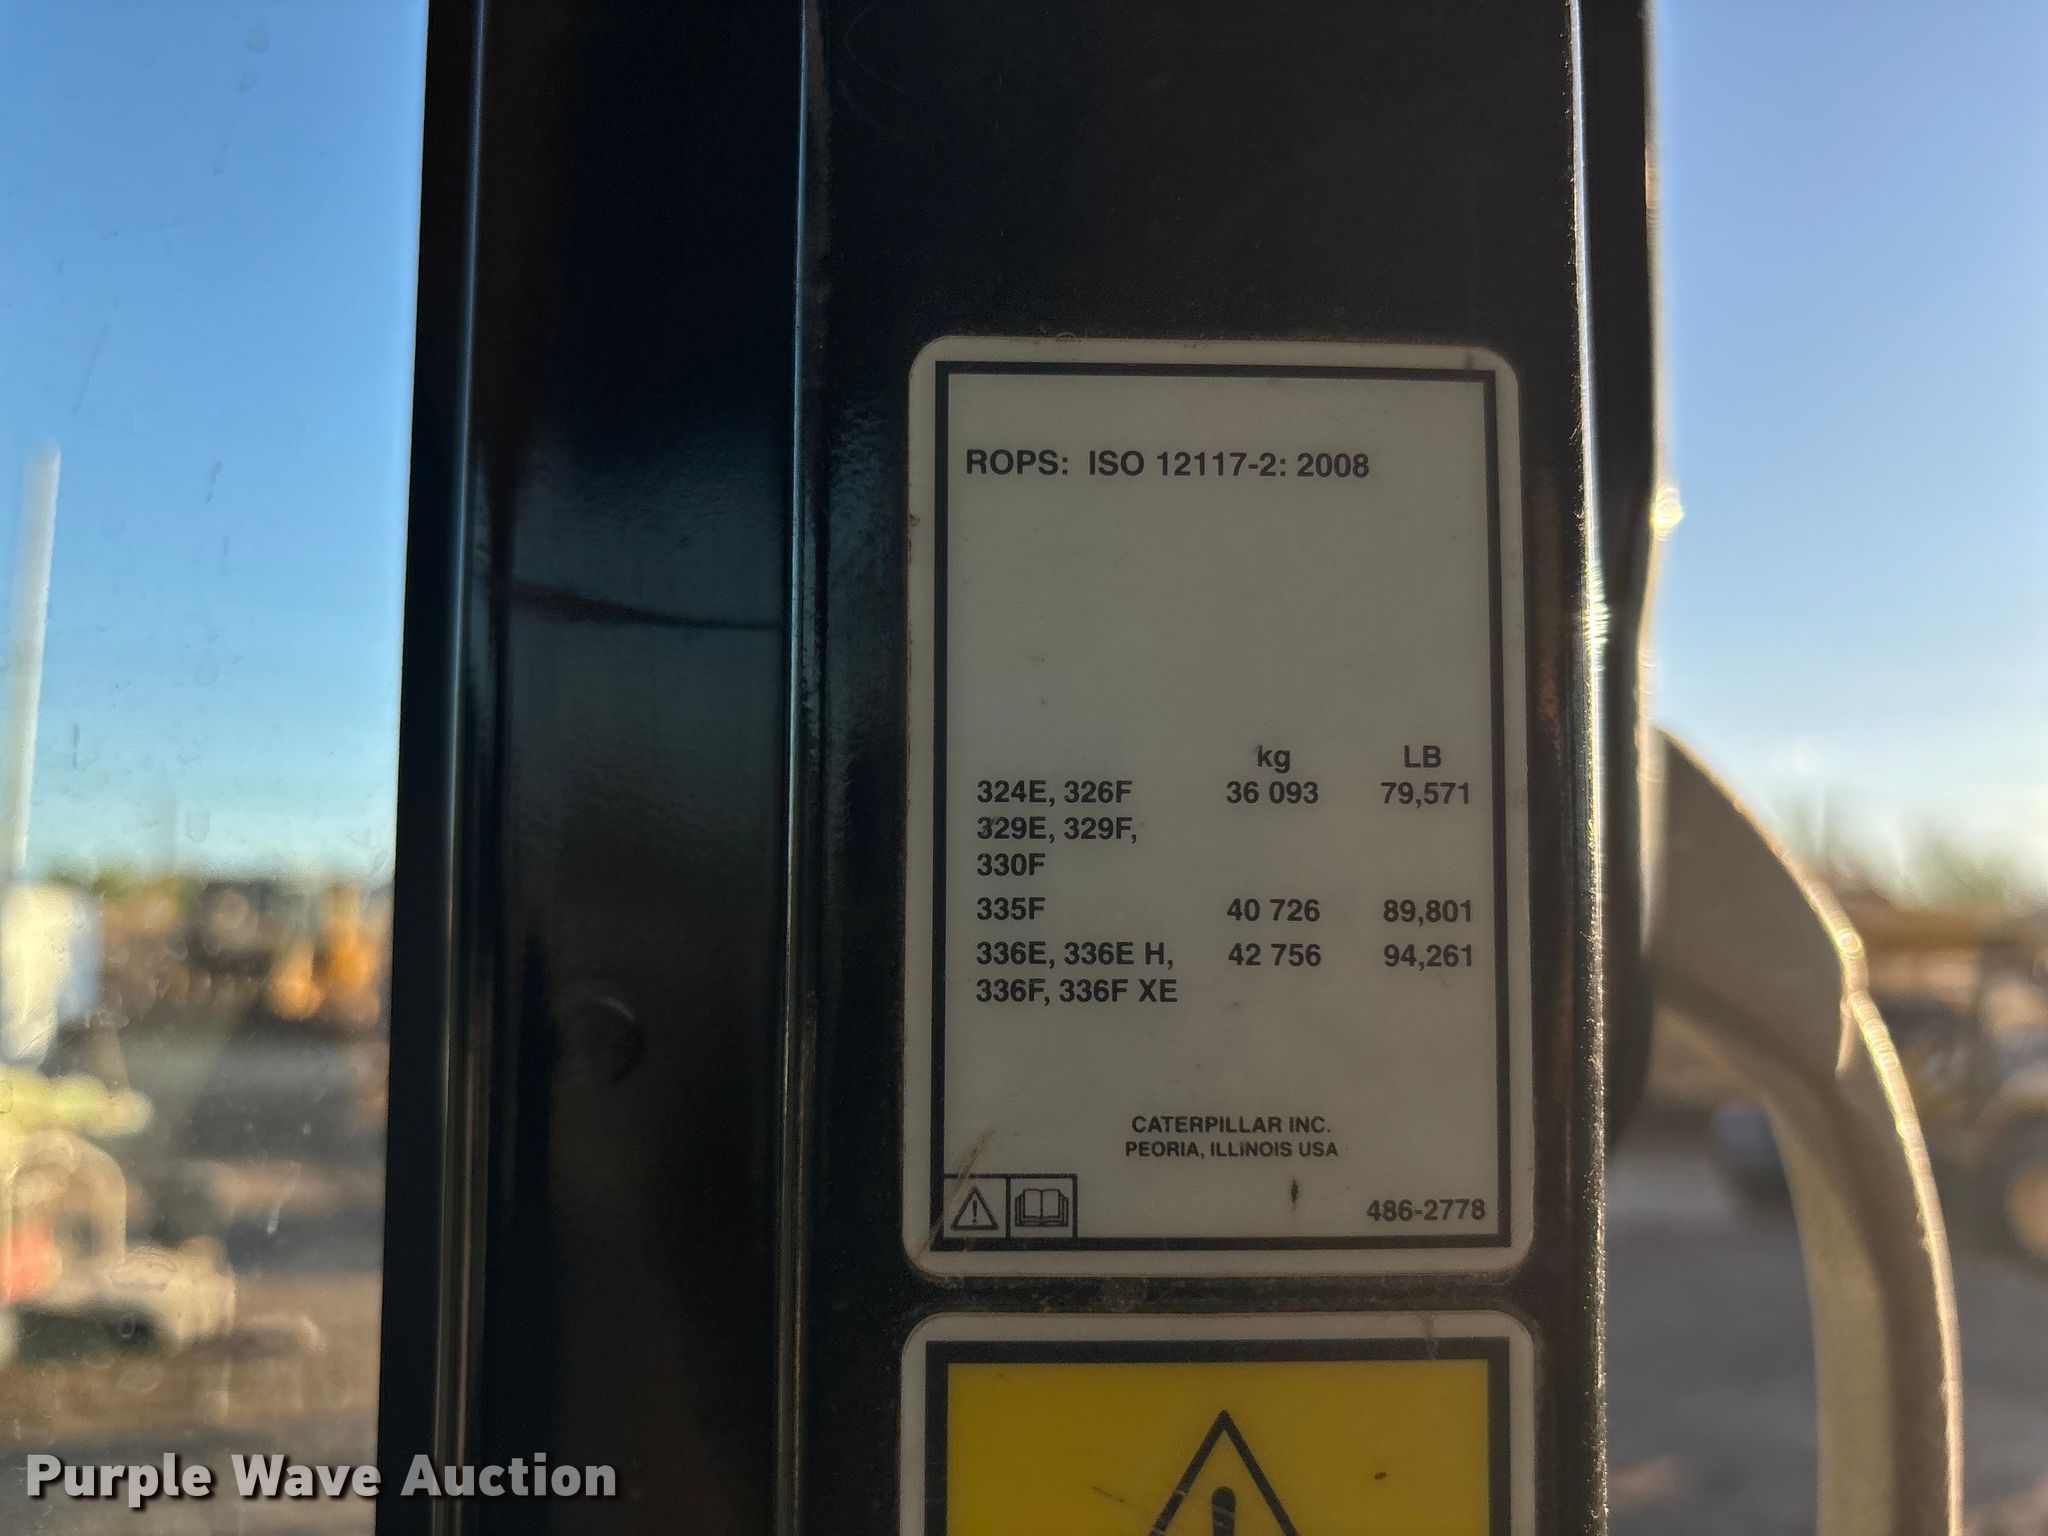 ROPS: ISO 12117-2: 2008
kg LB
324E, 326F 36 093 79,571
329E, 329F,
330F
335F 40 726 89,801
336E, 336E H, 42 756 94,261
336F, 336F XE
CATERPILLAR INC.
PEORIA, ILLINOIS USA
486-2778
Purple Wave Auction